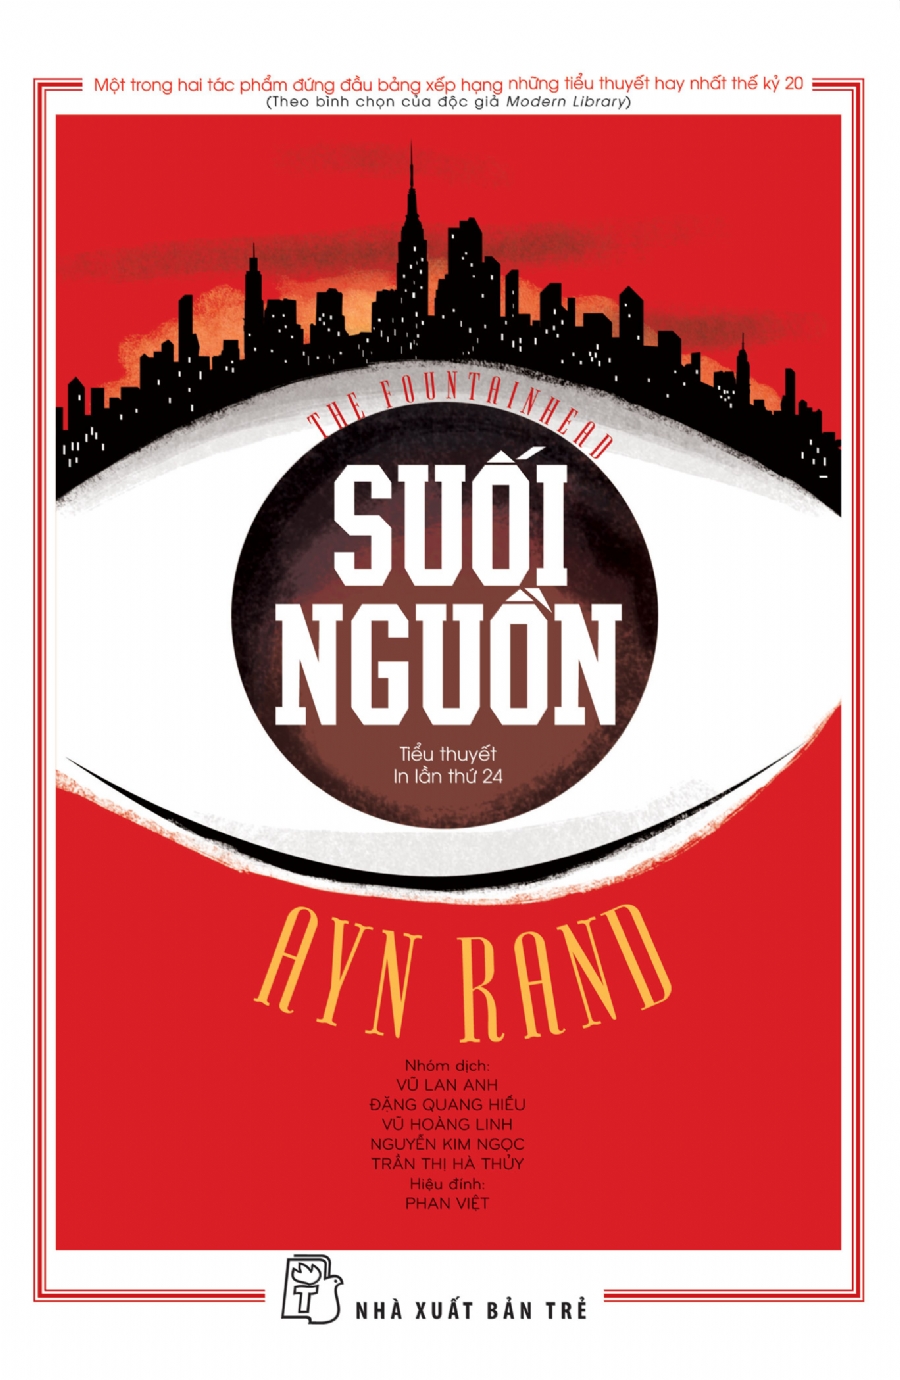 Một trong hai tác phẩm đứng đầu bảng xếp hạng những tiểu thuyết hay nhất thế kỷ 20
(Theo bình chọn của độc giả Modern Library)
THE FOUNTAINHEAD
SUỐI
NGUỒN
Tiểu thuyết
In lần thứ 24
AYN RAND
Nhóm dịch:
VŨ LAN ANH
ĐẶNG QUANG HIẾU
VŨ HOÀNG LINH
NGUYỄN KIM NGỌC
TRẦN THỊ HÀ THỦY
Hiệu đính:
PHAN VIỆT
T
NHÀ XUẤT BẢN TRẺ